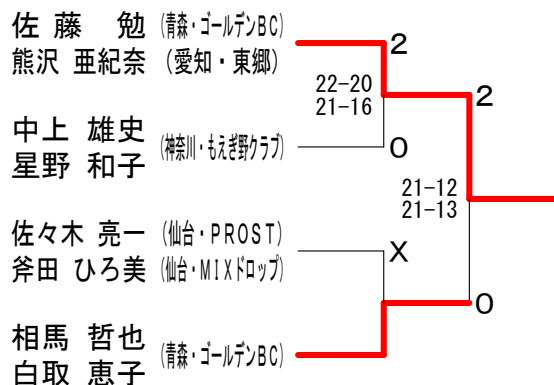 佐藤 勉 (青森・ゴールデンBC)
熊沢 亜紀奈 (愛知・東郷)
2
22-20
21-16
2
中上 雄史
星野 和子 (神奈川・もえぎ野クラブ)
0
21-12
21-13
佐々木 亮一 (仙台・PROST)
斧田 ひろ美 (仙台・MIXドロップ)
X
0
相馬 哲也
白取 恵子 (青森・ゴールデンBC)